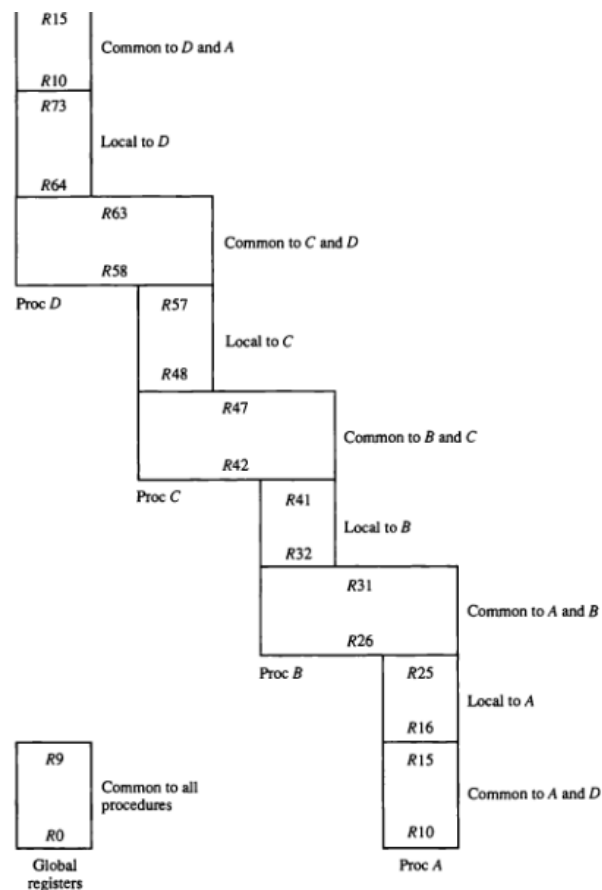 R15
Common to D and A
R10
R73
Local to D
R64
R63
Common to C and D
R58
Proc D
R57
Local to C
R48
R47
Common to B and C
R42
Proc C
R41
Local to B
R32
R31
Common to A and B
R26
Proc B
R25
Local to A
R16
R9
Common to all
procedures
R0
Global
registers
R15
Common to A and D
R10
Proc A